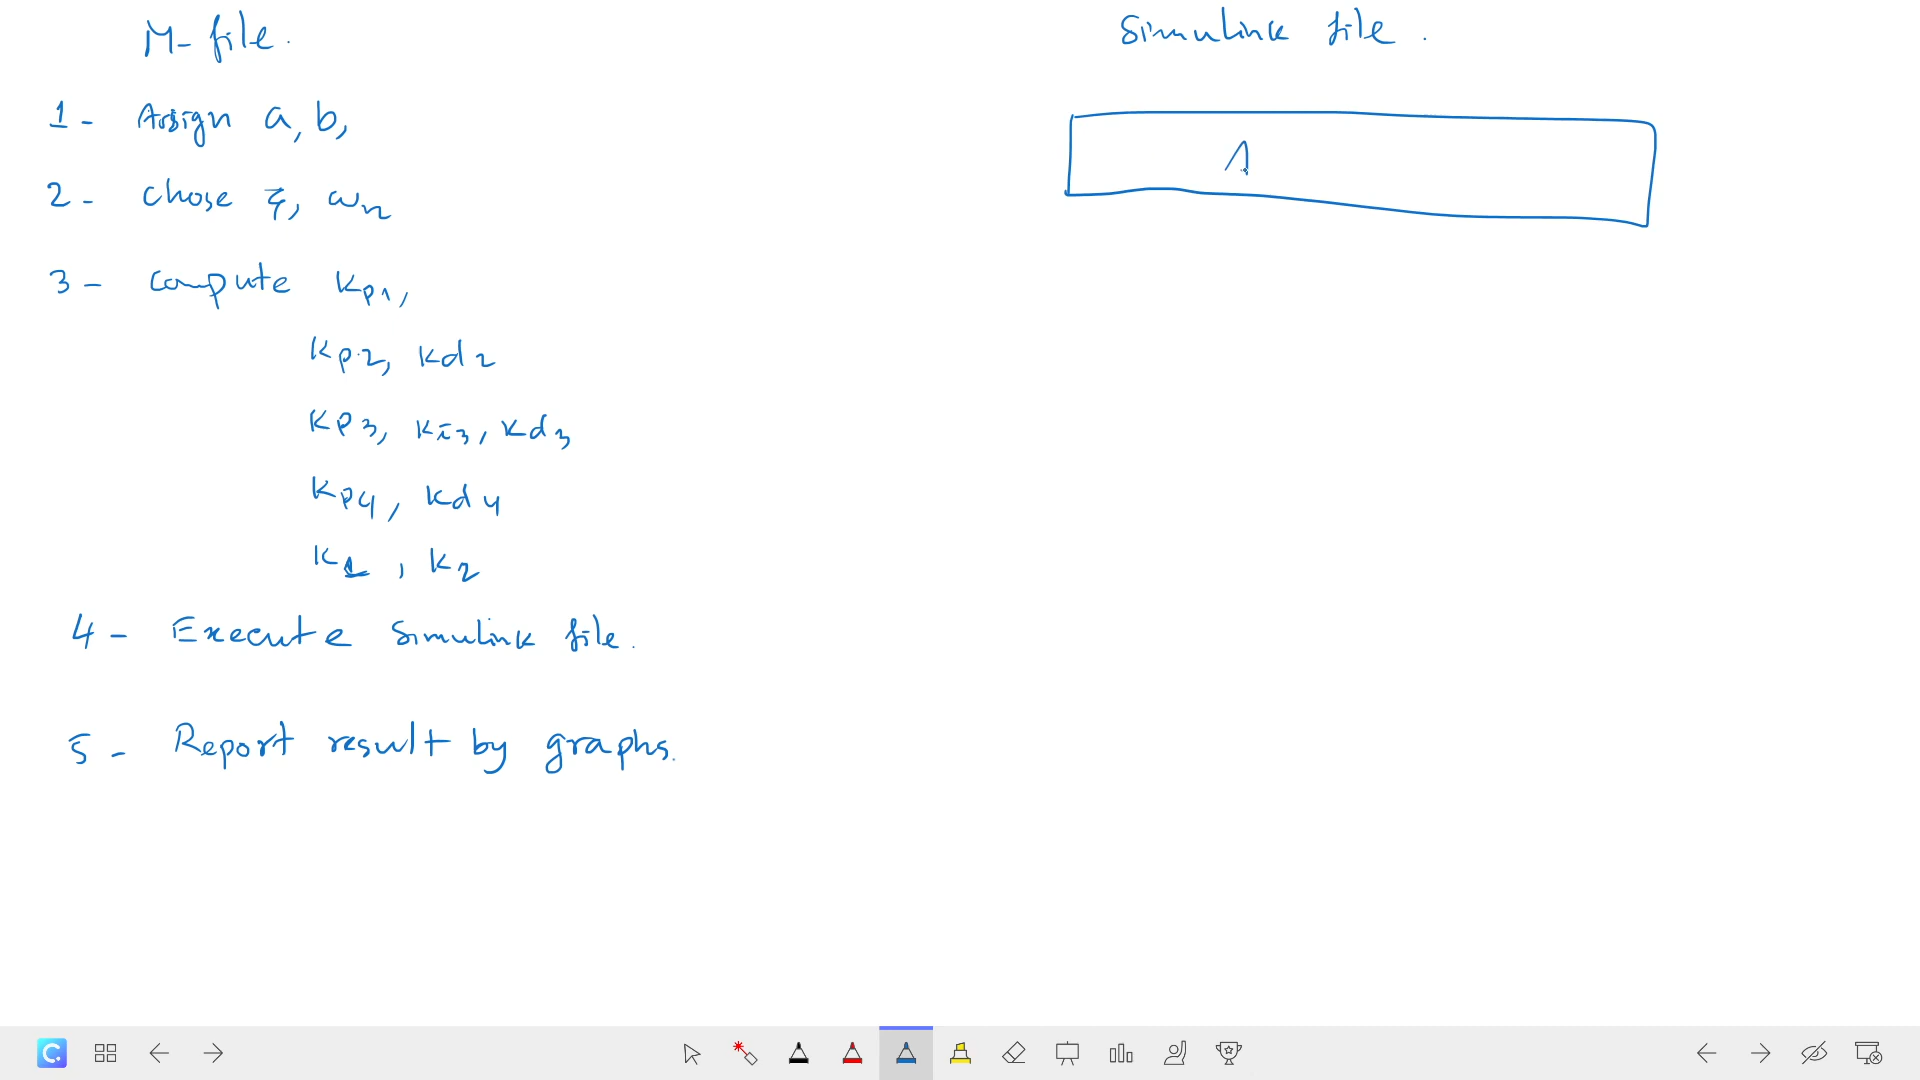 M- file.
1 - Assign a, b,
2 - chose ξ, ωn
3 - compute Kp1,
Kp2, Kd2
Kp3, Ki3, Kd3
Kp4, Kd4
K1, K2
4 - Execute Simulink file.
5 - Report result by graphs.
Simulink file.
1